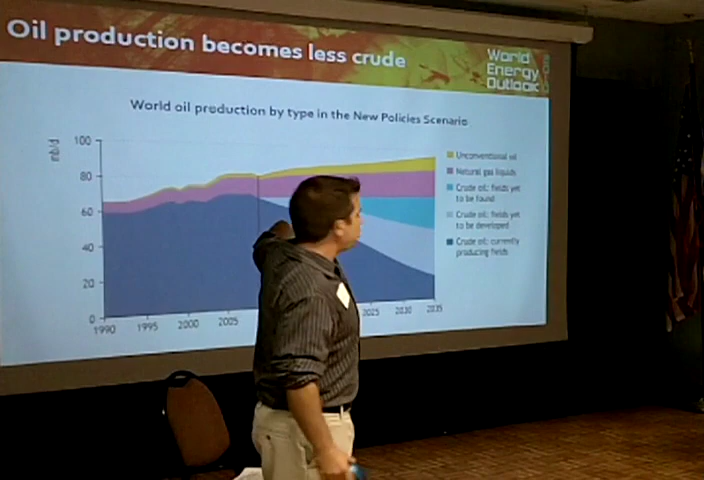 Oil production becomes less crude
World
Energy
Outlook
World oil production by type in the New Policies Scenario
mb/d
100
80
60
40
20
0
1990
1995
2000
2005
2025
2030
2035
Unconventional oil
Natural gas liquids
Crude oil: fields yet
to be found
Crude oil: fields yet
to be developed
Crude oil: currently
producing fields